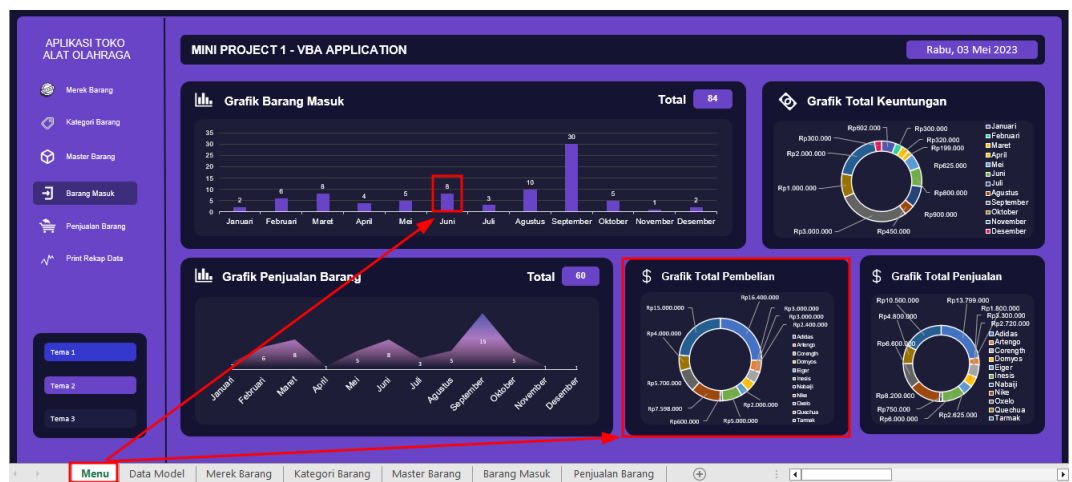 APLIKASI TOKO
ALAT OLAHRAGA
Merek Barang
Kategori Barang
Master Barang
Barang Masuk
Penjualan Barang
Print Rekap Data
Tema 1
Tema 2
Tema 3
MINI PROJECT 1 - VBA APPLICATION
Rabu, 03 Mei 2023
Grafik Barang Masuk
Total 84
35
30
25
20
15
10
5
0
2 6 8 4 5 8 3 10 30 5 1 2
Januari Februari Maret April Mei Juni Juli Agustus September Oktober November Desember
Grafik Total Keuntungan
Rp602.000
Rp300.000
Rp300.000
Rp320.000
Rp199.000
Rp2.000.000
Rp625.000
Rp1.000.000
Rp600.000
Rp900.000
Rp3.000.000
Rp450.000
Januari
Februari
Maret
April
Mei
Juni
Juli
Agustus
September
Oktober
November
Desember
Grafik Penjualan Barang
Total 60
6 8 5 8 3 5 15 5 1
Januari Februari Maret April Mei Juni Juli Agustus September Oktober November Desember
$ Grafik Total Pembelian
Rp16.400.000
Rp15.000.000
Rp3.000.000
Rp3.000.000
Rp2.400.000
Rp4.000.000
Rp5.700.000
Rp7.598.000
Rp2.000.000
Rp600.000
Rp5.000.000
Adidas
Artengo
Corength
Domyos
Eiger
Inesis
Nabaiji
Nike
Oxelo
Quechua
Tarmak
$ Grafik Total Penjualan
Rp10.500.000
Rp13.799.000
Rp1.800.000
Rp2.720.000
Rp4.800.000
Rp6.600.000
Rp8.200.000
Rp750.000
Rp6.000.000
Rp2.625.000
Adidas
Artengo
Corength
Domyos
Eiger
Inesis
Nabaiji
Nike
Oxelo
Quechua
Tarmak
Menu Data Model Merek Barang Kategori Barang Master Barang Barang Masuk Penjualan Barang